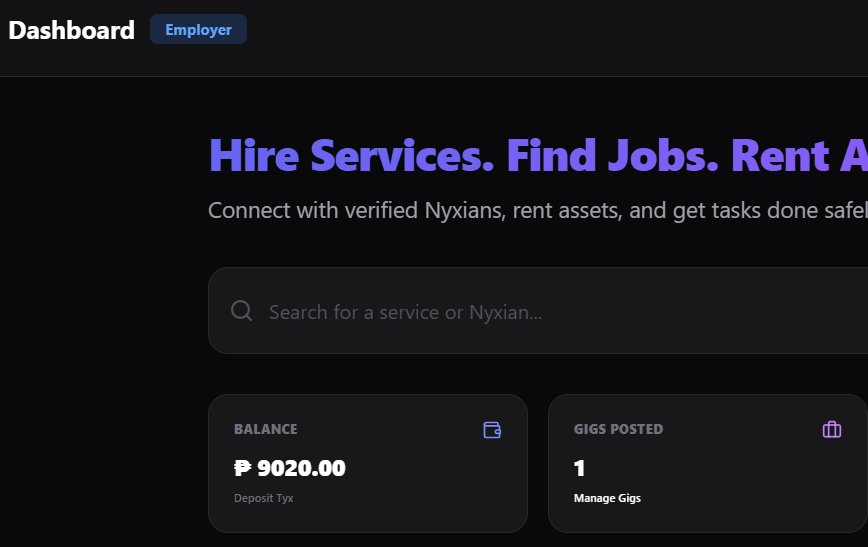 Dashboard Employer
Hire Services. Find Jobs. Rent A
Connect with verified Nyxians, rent assets, and get tasks done safel
Search for a service or Nyxian...
BALANCE
₱ 9020.00
Deposit Tyx
GIGS POSTED
1
Manage Gigs